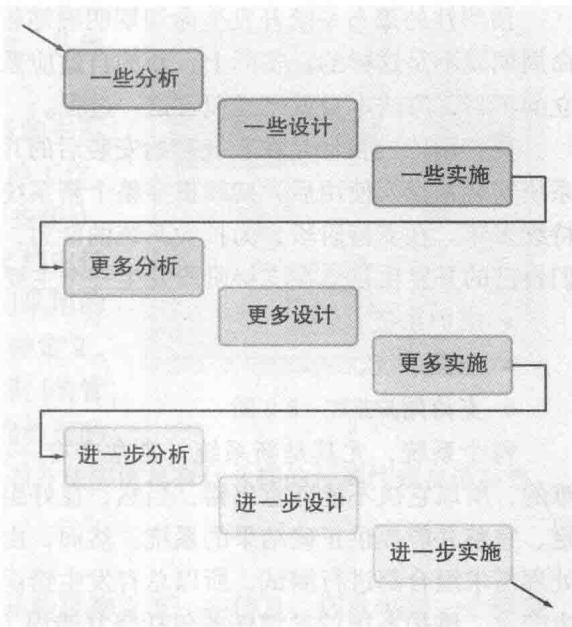 一些分析
一些设计
一些实施
更多分析
更多设计
更多实施
进一步分析
进一步设计
进一步实施